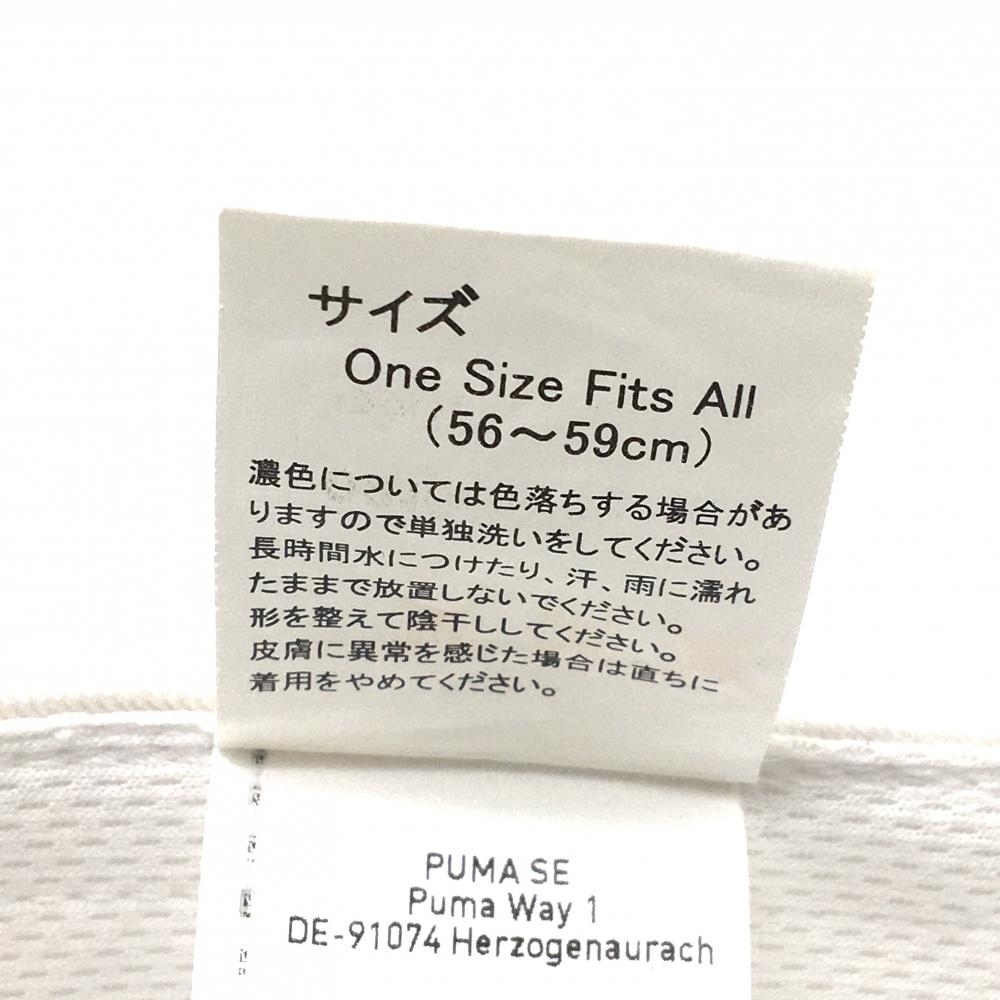 サイズ
One Size Fits All
(56～59cm)
濃色については色落ちする場合があ
りますので単独洗いをしてください。
長時間水につけたり、汗、雨に濡れ
たままで放置しないでください。
形を整えて陰干ししてください。
皮膚に異常を感じた場合は直ちに
着用をやめてください。
PUMA SE
Puma Way 1
DE-91074 Herzogenaurach